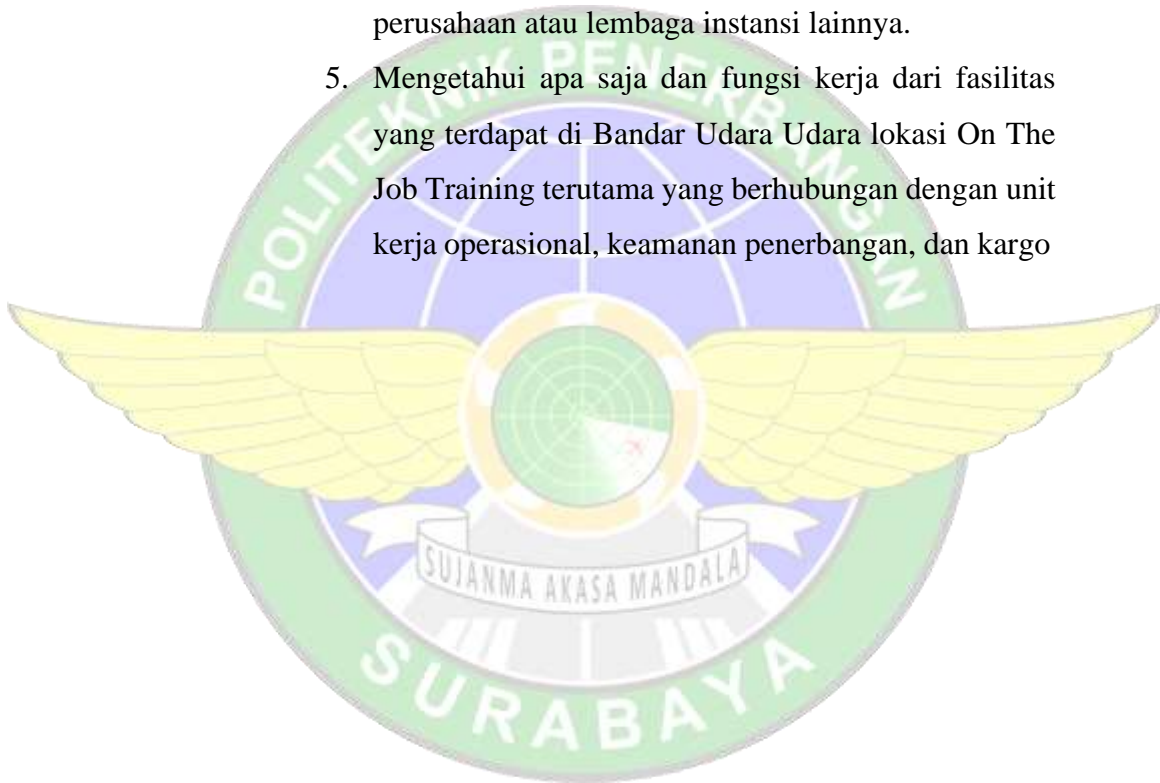 perusahaan atau lembaga instansi lainnya.
5. Mengetahui apa saja dan fungsi kerja dari fasilitas
yang terdapat di Bandar Udara Udara lokasi On The
Job Training terutama yang berhubungan dengan unit
kerja operasional, keamanan penerbangan, dan kargo
POLITEKNIK PENERBANGAN
SUJANMA AKASA MANDALA
SURABAYA